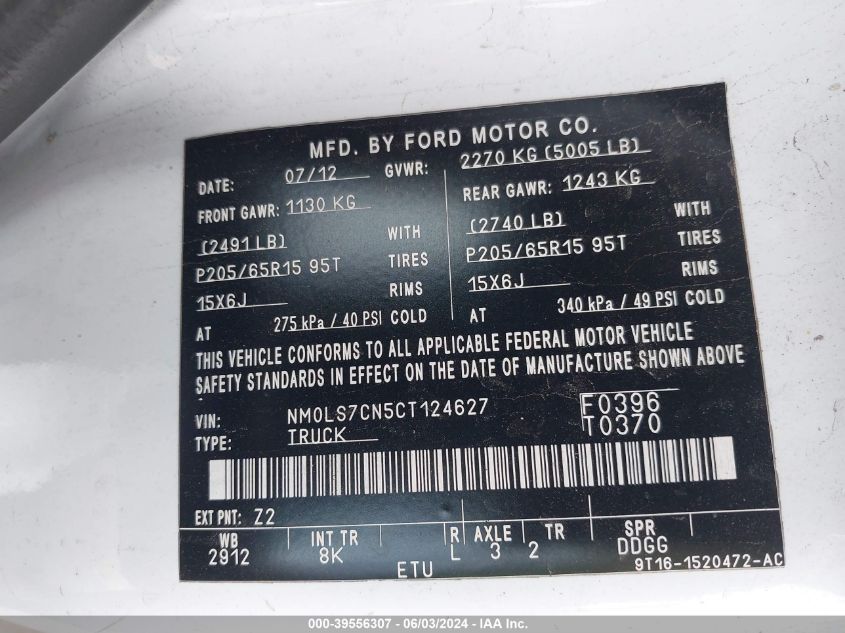 MFD. BY FORD MOTOR CO.
DATE: 07/12 GVWR: 2270 KG (5005 LB)
FRONT GAWR: 1130 KG REAR GAWR: 1243 KG
(2491 LB) WITH (2740 LB) WITH
P205/65R15 95T TIRES P205/65R15 95T TIRES
15X6J RIMS 15X6J RIMS
AT 275 kPa / 40 PSI COLD AT 340 kPa / 49 PSI COLD
THIS VEHICLE CONFORMS TO ALL APPLICABLE FEDERAL MOTOR VEHICLE
SAFETY STANDARDS IN EFFECT ON THE DATE OF MANUFACTURE SHOWN ABOVE
VIN: NM0LS7CN5CT124627 F0396
TYPE: TRUCK T0370
EXT PNT: Z2
WB INT TR R AXLE TR SPR
2912 8K L 3 2 DDGG
ETU 9T16-1520472-AC
000-39556307 - 06/03/2024 - IAA Inc.